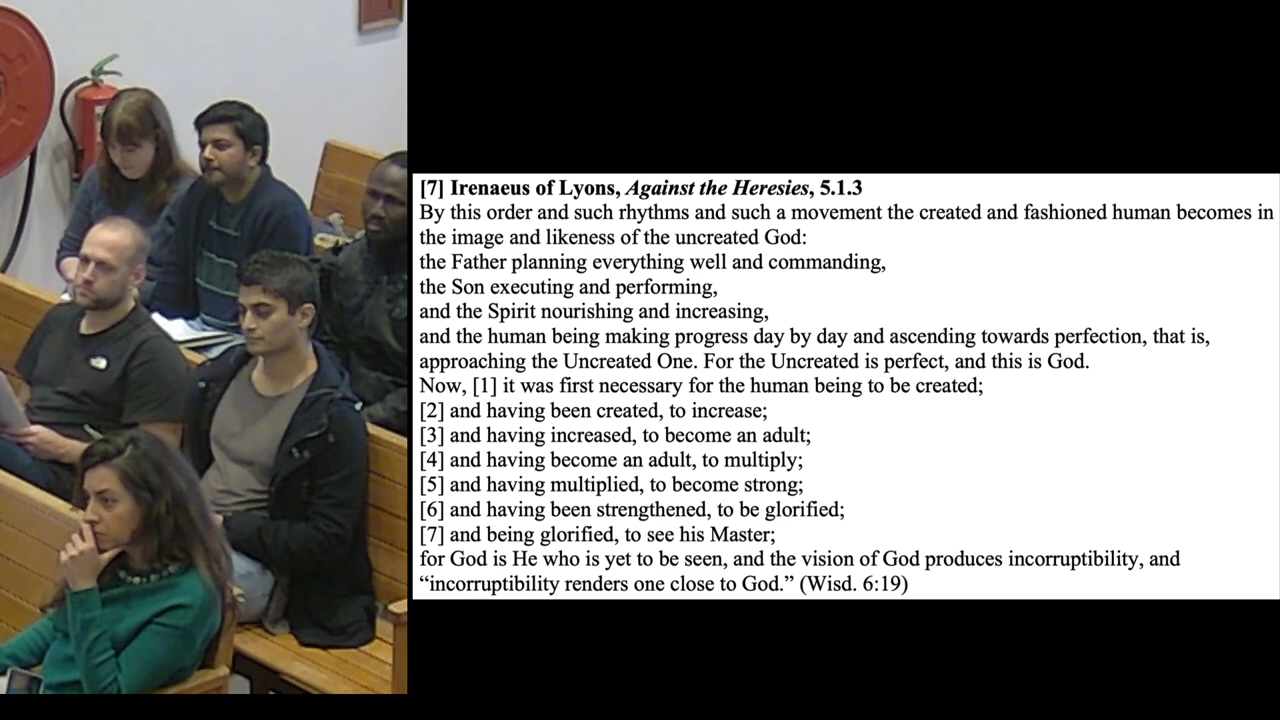 [7] Irenaeus of Lyons, Against the Heresies, 5.1.3
By this order and such rhythms and such a movement the created and fashioned human becomes in
the image and likeness of the uncreated God:
the Father planning everything well and commanding,
the Son executing and performing,
and the Spirit nourishing and increasing,
and the human being making progress day by day and ascending towards perfection, that is,
approaching the Uncreated One. For the Uncreated is perfect, and this is God.
Now, [1] it was first necessary for the human being to be created;
[2] and having been created, to increase;
[3] and having increased, to become an adult;
[4] and having become an adult, to multiply;
[5] and having multiplied, to become strong;
[6] and having been strengthened, to be glorified;
[7] and being glorified, to see his Master;
for God is He who is yet to be seen, and the vision of God produces incorruptibility, and
“incorruptibility renders one close to God.” (Wisd. 6:19)